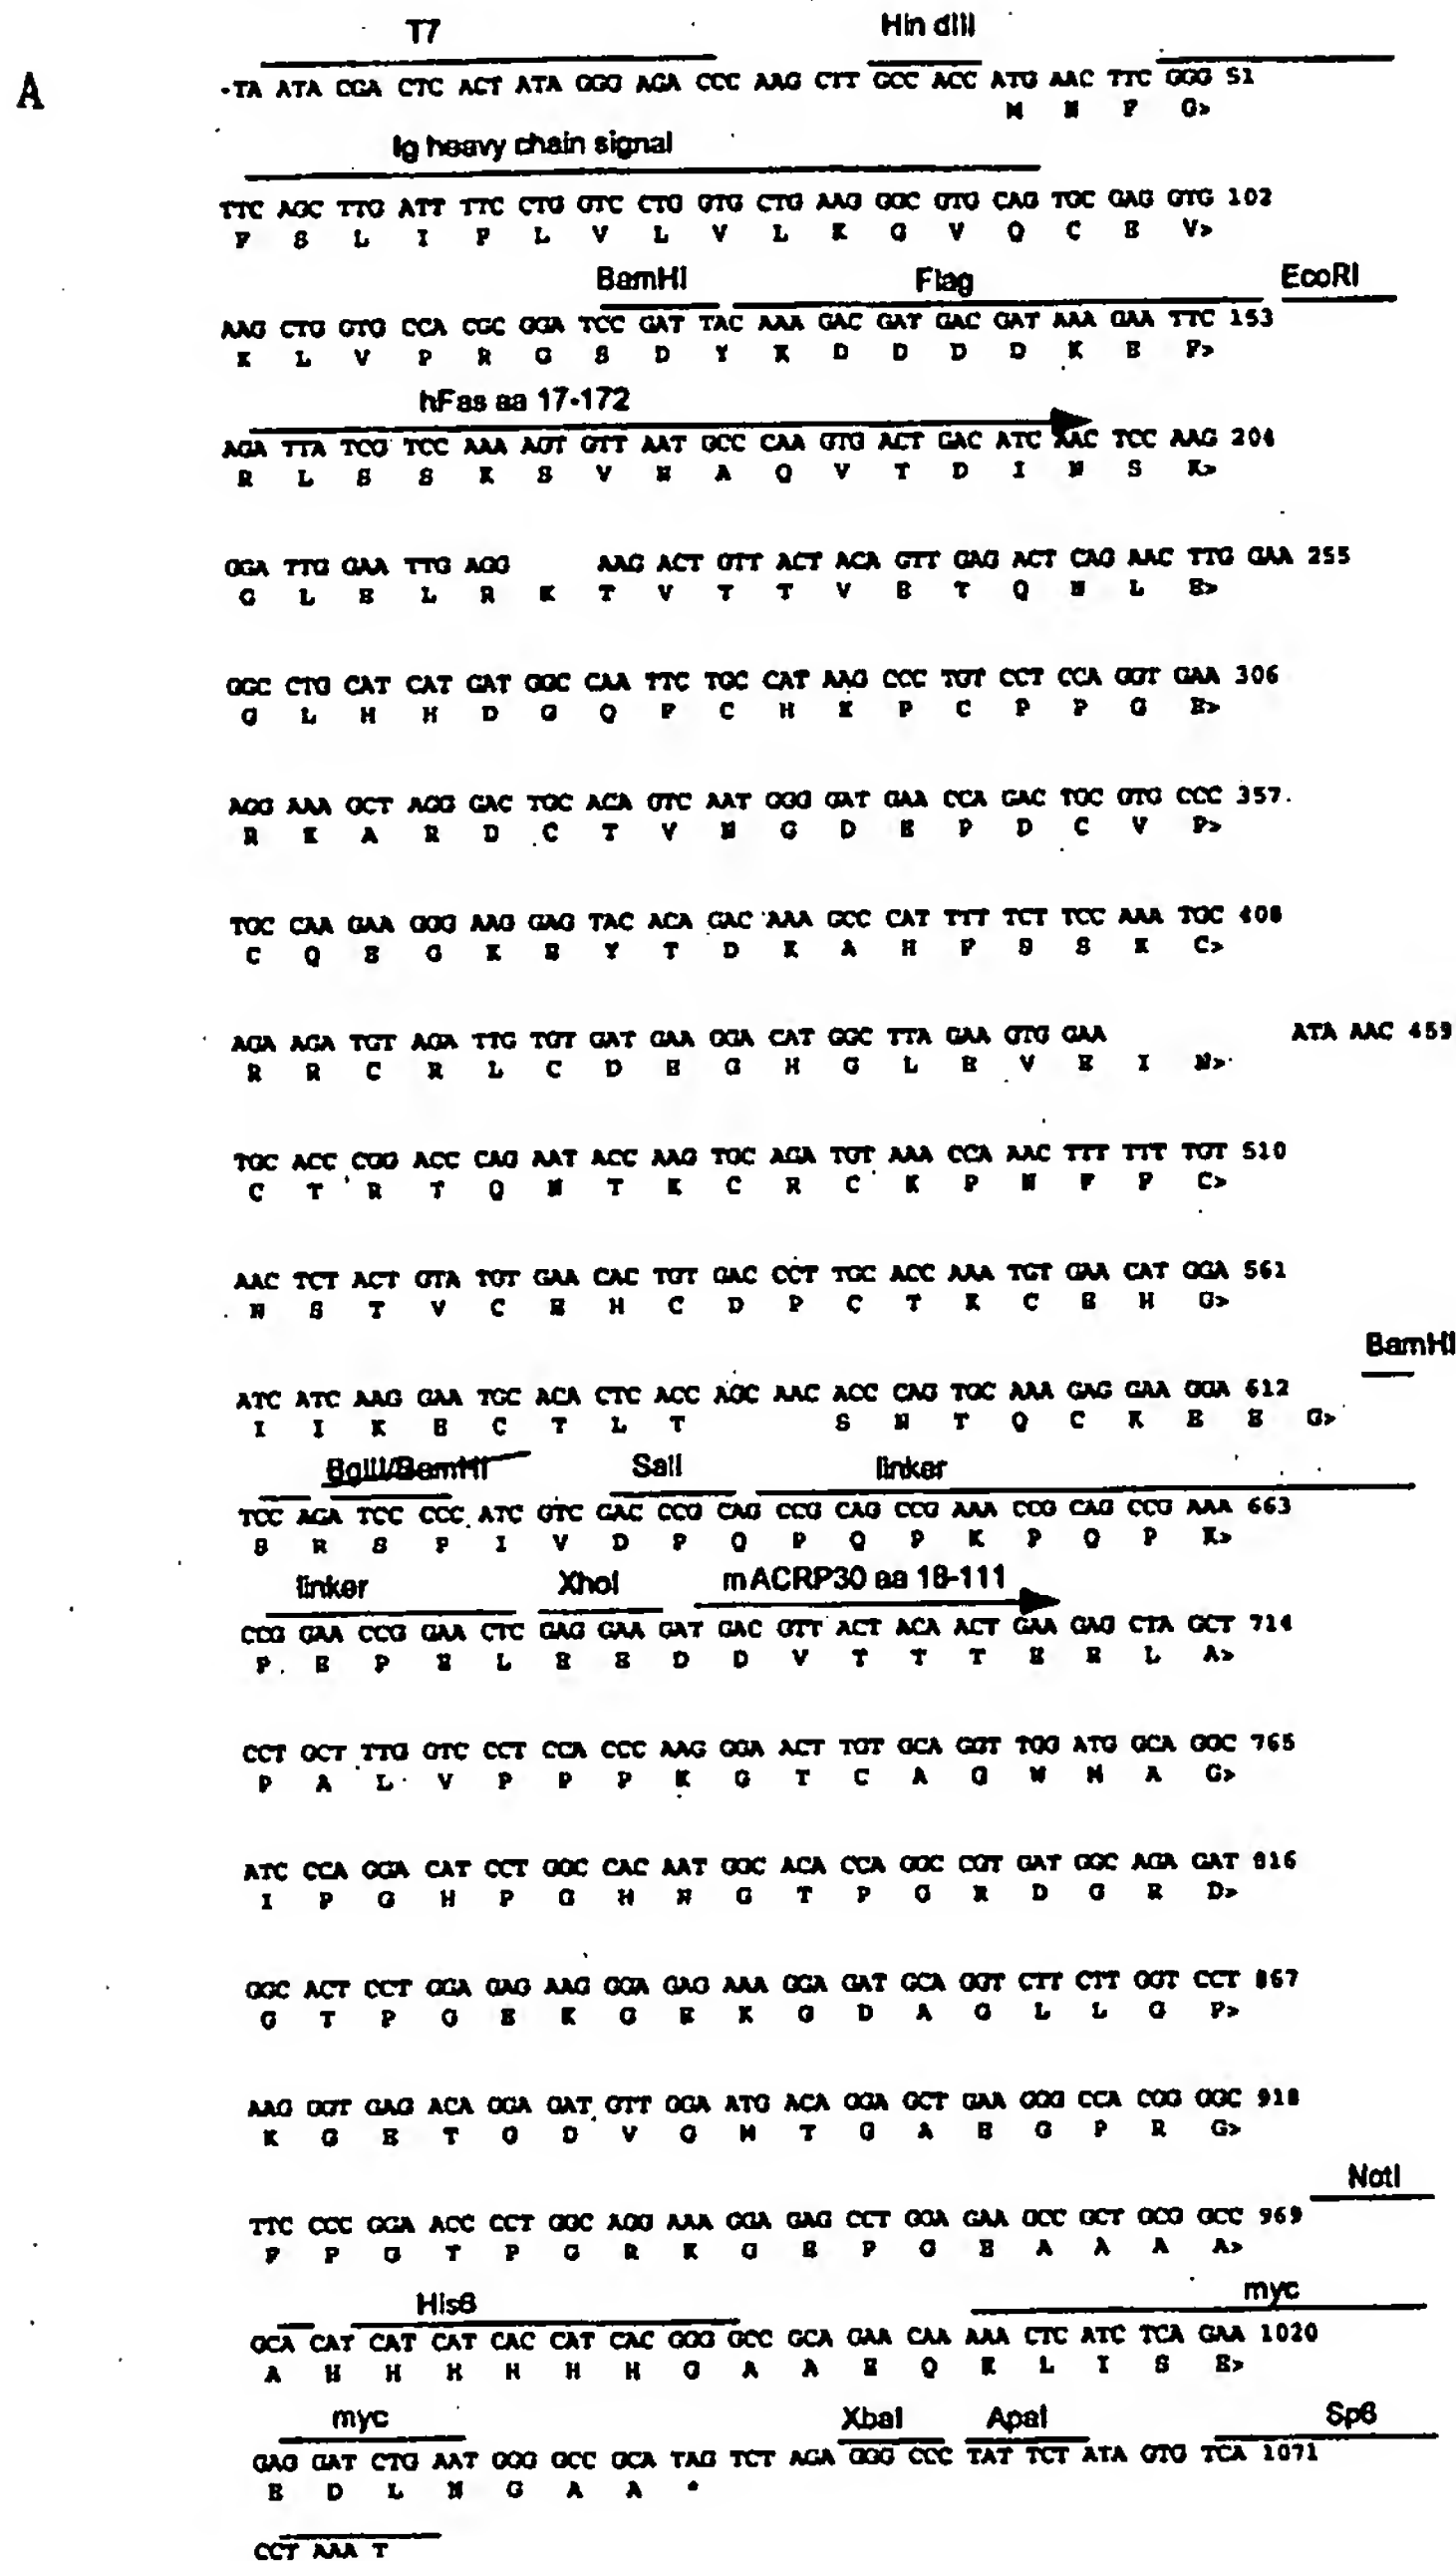 A
T7 Hin dIII
-TA ATA CGA CTC ACT ATA GGG AGA CCC AAG CTT GCC ACC ATG AAC TTC GGG 51
M N F G>
Ig heavy chain signal
TTC AGC TTG ATT TTC CTG GTC CTG GTG CTG AAG GGC GTG CAG TGC GAG GTG 102
F S L I F L V L V L K G V Q C E V>
BamHI Flag EcoRI
AAG CTG GTG CCA CGC GGA TCC GAT TAC AAA GAC GAT GAC GAT AAA GAA TTC 153
K L V P R G S D Y K D D D D K E F>
hFas aa 17-172
AGA TTA TCG TCC AAA AGT GTT AAT GCC CAA GTG ACT GAC ATC AAC TCC AAG 204
R L S S K S V N A Q V T D I N S K>
GGA TTG GAA TTG AGG AAG ACT GTT ACT ACA GTT GAG ACT CAG AAC TTG GAA 255
G L E L R K T V T T V E T Q N L E>
GGC CTG CAT CAT GAT GGC CAA TTC TGC CAT AAG CCC TGT CCT CCA GGT GAA 306
G L H H D G Q F C H K P C P P G E>
AGG AAA GCT AGG GAC TGC ACA GTC AAT GGG GAT GAA CCA GAC TGC GTG CCC 357.
R K A R D C T V N G D E P D C V P>
TGC CAA GAA GGG AAG GAG TAC ACA GAC AAA GCC CAT TTT TCT TCC AAA TGC 408
C Q E G K E Y T D K A H F S S K C>
AGA AGA TGT AGA TTG TGT GAT GAA GGA CAT GGC TTA GAA GTG GAA ATA AAC 459
R R C R L C D E G H G L E V E I N>
TGC ACC CGG ACC CAG AAT ACC AAG TGC AGA TGT AAA CCA AAC TTT TTT TGT 510
C T R T Q N T K C R C K P N F F C>
AAC TCT ACT GTA TGT GAA CAC TGT GAC CCT TGC ACC AAA TGT GAA CAT GGA 561
N S T V C E H C D P C T K C E H G>
BamHI
ATC ATC AAG GAA TGC ACA CTC ACC AGC AAC ACC CAG TGC AAA GAG GAA GGA 612
I I K E C T L T S N T Q C K E E G>
BglII/BamHI SalI linker
TCC AGA TCC CCC ATC GTC GAC CCG CAG CCG CAG CCG AAA CCG CAG CCG AAA 663
S R S P I V D P Q P Q P K P Q P K>
linker XhoI mACRP30 aa 18-111
CCG GAA CCG GAA CTC GAG GAA GAT GAC GTT ACT ACA ACT GAA GAG CTA GCT 714
P E P E L E E D D V T T T E E L A>
CCT GCT TTG GTC CCT CCA CCC AAG GGA ACT TGT GCA GGT TGG ATG GCA GGC 765
P A L V P P P K G T C A G W M A G>
ATC CCA GGA CAT CCT GGC CAC AAT GGC ACA CCA GGC CGT GAT GGC AGA GAT 816
I P G H P G H N G T P G R D G R D>
GGC ACT CCT GGA GAG AAG GGA GAG AAA GGA GAT GCA GGT CTT CTT GGT CCT 867
G T P G E K G E K G D A G L L G P>
AAG GGT GAG ACA GGA GAT GTT GGA ATG ACA GGA GCT GAA GGG CCA CGG GGC 918
K G E T G D V G M T G A E G P R G>
NotI
TTC CCC GGA ACC CCT GGC AGG AAA GGA GAG CCT GGA GAA GCC GCT GCG GCC 969
F P G T P G R K G E P G E A A A A>
His6 myc
GCA CAT CAT CAT CAC CAT CAC GGG GCC GCA GAA CAA AAA CTC ATC TCA GAA 1020
A H H H H H H G A A E Q K L I S E>
myc XbaI ApaI Sp6
GAG GAT CTG AAT GGG GCC GCA TAG TCT AGA GGG CCC TAT TCT ATA GTG TCA 1071
E D L N G A A *
CCT AAA T